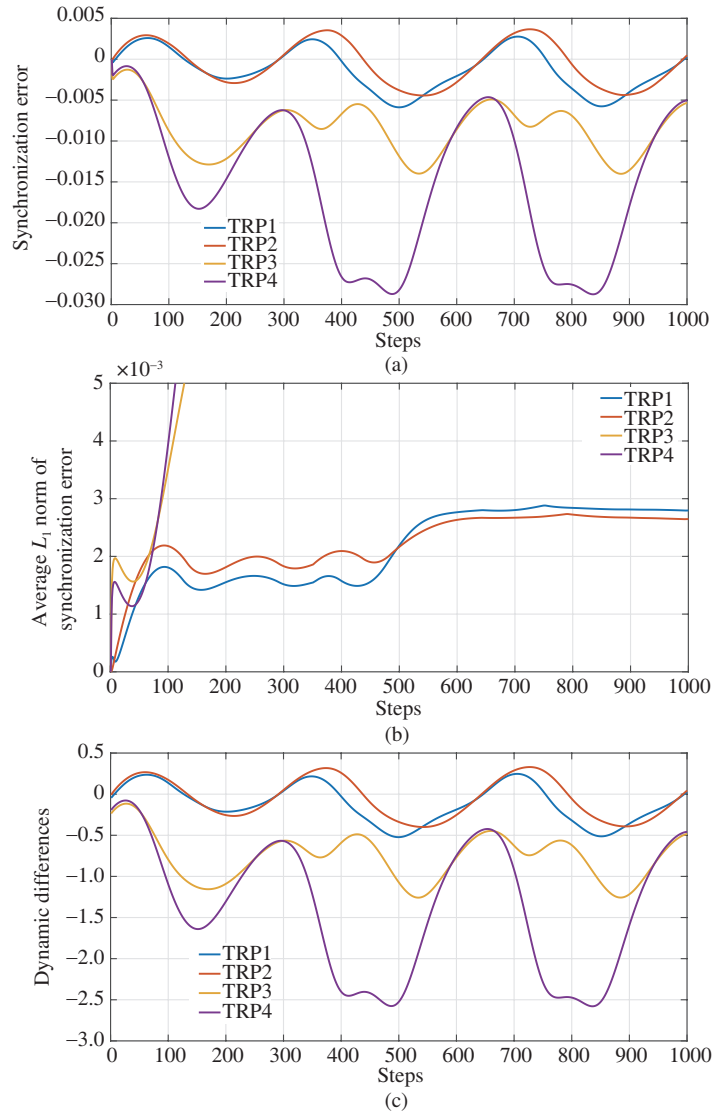 0.005
0
−0.005
−0.010
−0.015
−0.020
−0.025
−0.030
Synchronization error
TRP1
TRP2
TRP3
TRP4
0 100 200 300 400 500 600 700 800 900 1000
Steps
(a)
×10⁻³
5
4
3
2
1
0
Average L₁ norm of
synchronization error
TRP1
TRP2
TRP3
TRP4
0 100 200 300 400 500 600 700 800 900 1000
Steps
(b)
0.5
0
−0.5
−1.0
−1.5
−2.0
−2.5
−3.0
Dynamic differences
TRP1
TRP2
TRP3
TRP4
0 100 200 300 400 500 600 700 800 900 1000
Steps
(c)